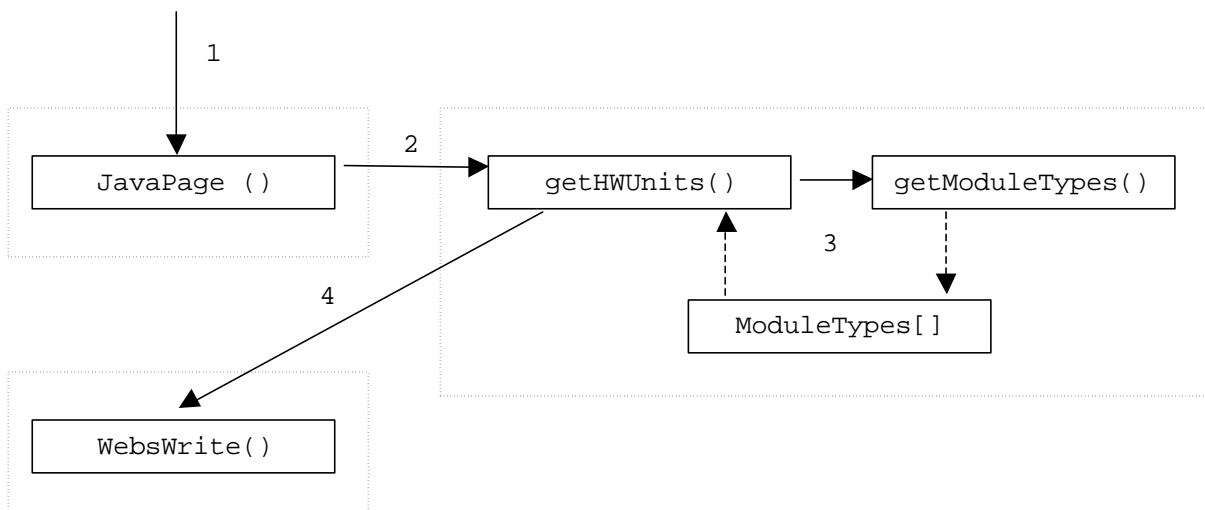 1
2
JavaPage ()
getHWUnits()
getModuleTypes()
3
4
ModuleTypes[]
WebsWrite()